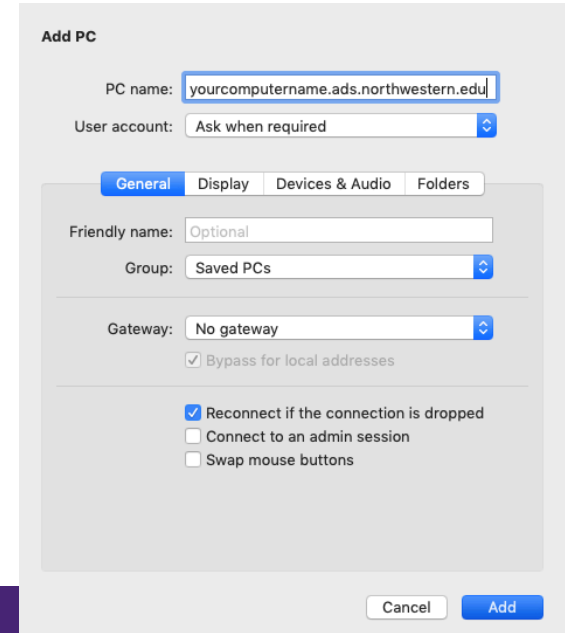 Add PC
PC name: yourcomputername.ads.northwestern.edu
User account: Ask when required
General Display Devices & Audio Folders
Friendly name: Optional
Group: Saved PCs
Gateway: No gateway
Bypass for local addresses
Reconnect if the connection is dropped
Connect to an admin session
Swap mouse buttons
Cancel Add